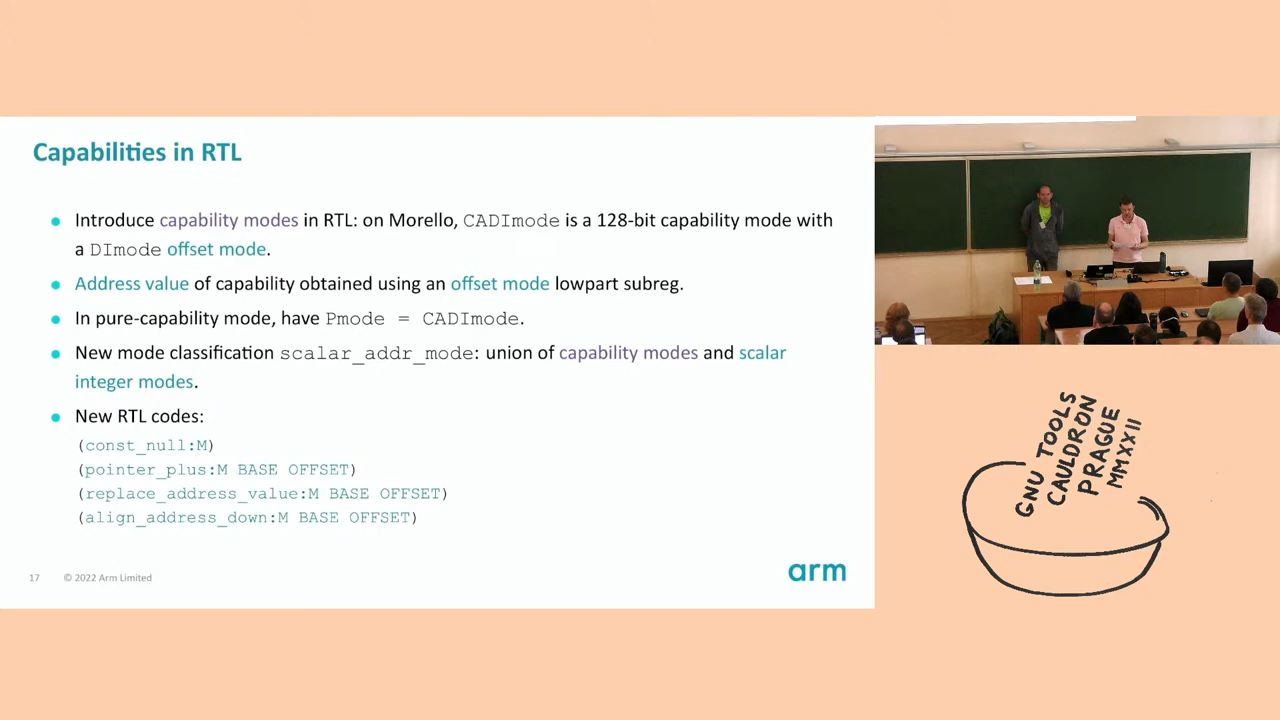 Capabilities in RTL
Introduce capability modes in RTL: on Morello, CADImode is a 128-bit capability mode with
a DImode offset mode.
Address value of capability obtained using an offset mode lowpart subreg.
In pure-capability mode, have Pmode = CADImode.
New mode classification scalar_addr_mode: union of capability modes and scalar
integer modes.
New RTL codes:
(const_null:M)
(pointer_plus:M BASE OFFSET)
(replace_address_value:M BASE OFFSET)
(align_address_down:M BASE OFFSET)
17 © 2022 Arm Limited
arm
GNU TOOLS
CAULDRON
PRAGUE
MMXXII